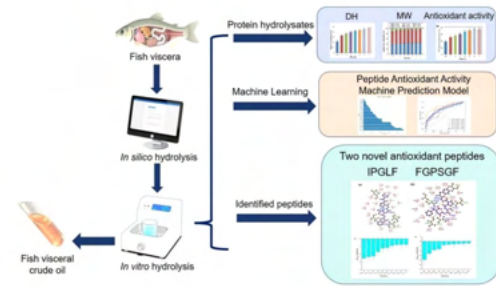 Fish viscera
In silico hydrolysis
In vitro hydrolysis
Fish visceral
crude oil
Protein hydrolysates
Machine Learning
Identified peptides
DH
MW
Antioxidant activity
Peptide Antioxidant Activity
Machine Prediction Model
Two novel antioxidant peptides
IPGLF
FGPSGF